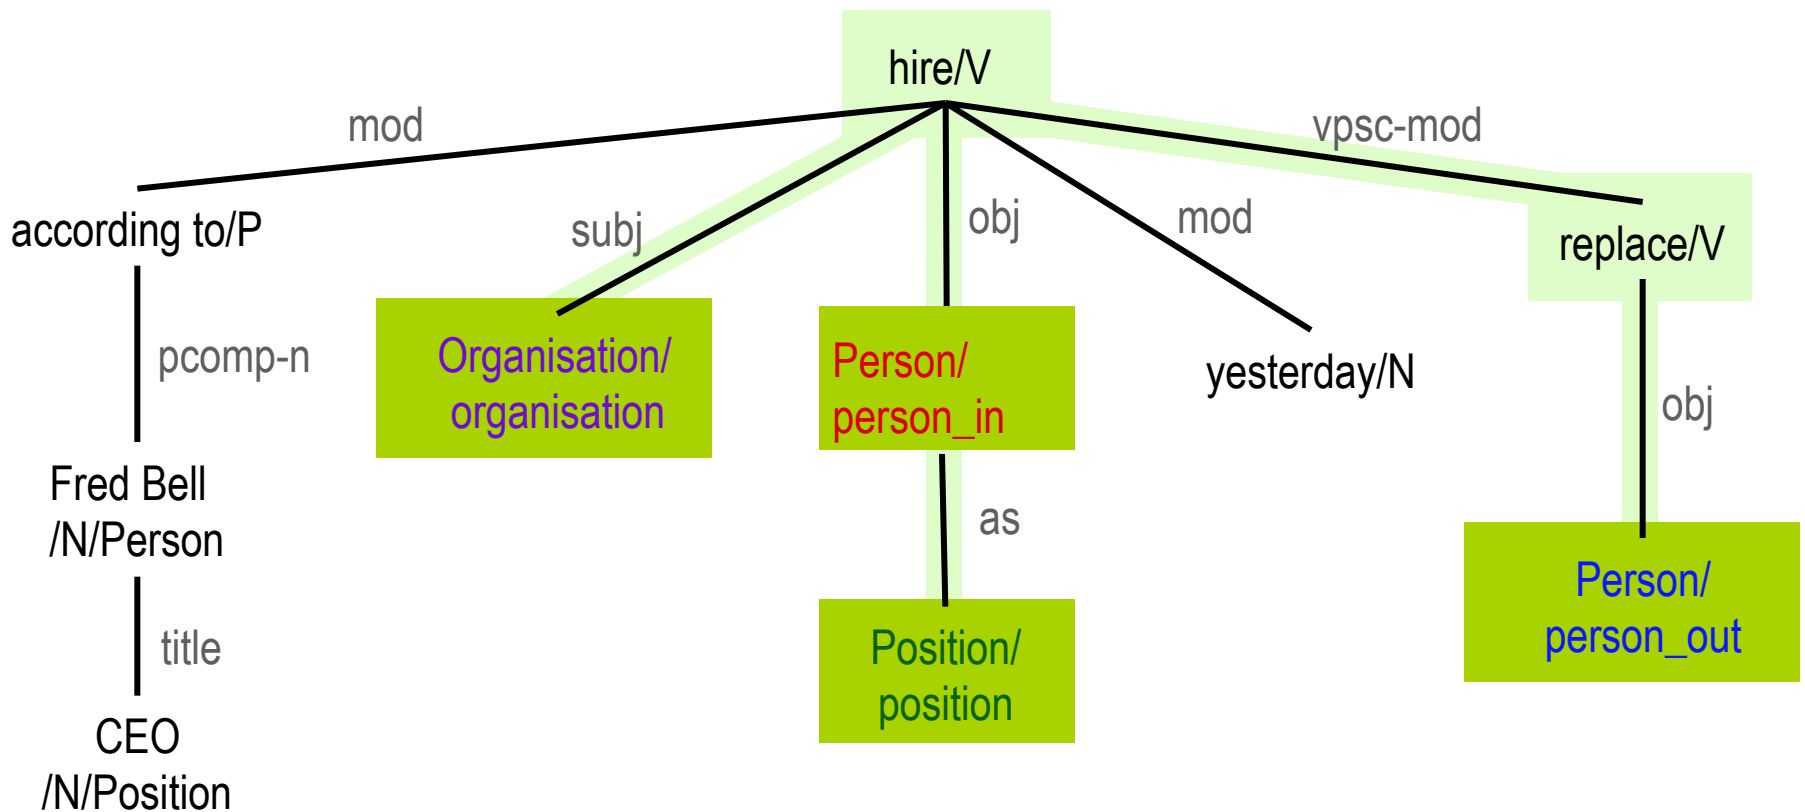 hire/V
mod
vpsc-mod
according to/P
subj
obj
mod
replace/V
pcomp-n
Organisation/
organisation
Person/
person_in
yesterday/N
obj
Fred Bell
/N/Person
as
title
Position/
position
Person/
person_out
CEO
/N/Position